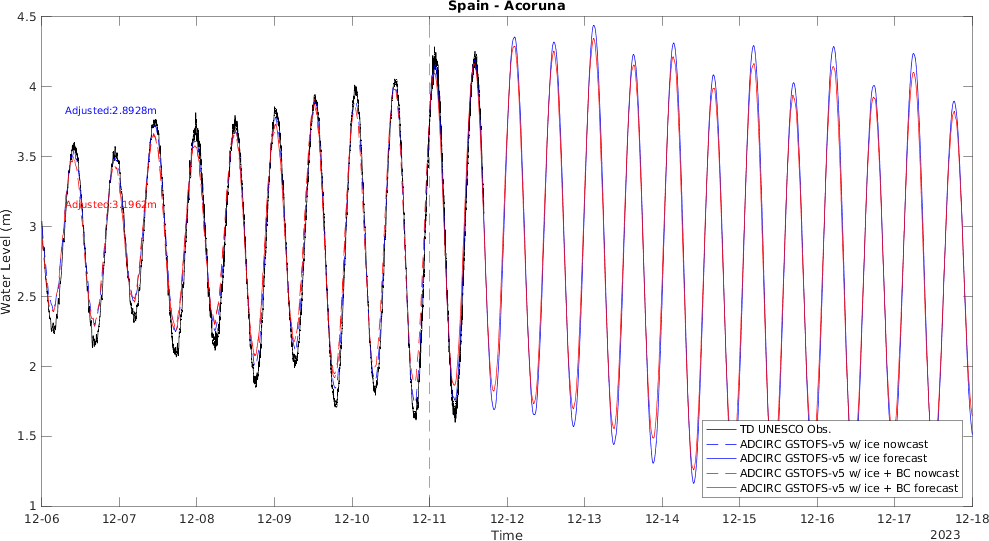 Spain - Acoruna
4.5
4
3.5
3
2.5
2
1.5
1
Water Level (m)
Adjusted:2.8928m
Adjusted:3.1962m
TD UNESCO Obs.
ADCIRC GSTOFS-v5 w/ ice nowcast
ADCIRC GSTOFS-v5 w/ ice forecast
ADCIRC GSTOFS-v5 w/ ice + BC nowcast
ADCIRC GSTOFS-v5 w/ ice + BC forecast
12-06 12-07 12-08 12-09 12-10 12-11 12-12 12-13 12-14 12-15 12-16 12-17 12-18
Time
2023